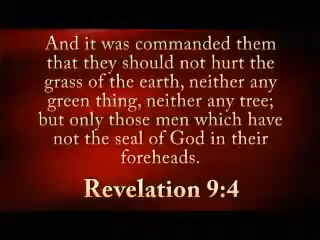 And it was commanded them
that they should not hurt the
grass of the earth, neither any
green thing, neither any tree;
but only those men which have
not the seal of God in their
foreheads.
Revelation 9:4